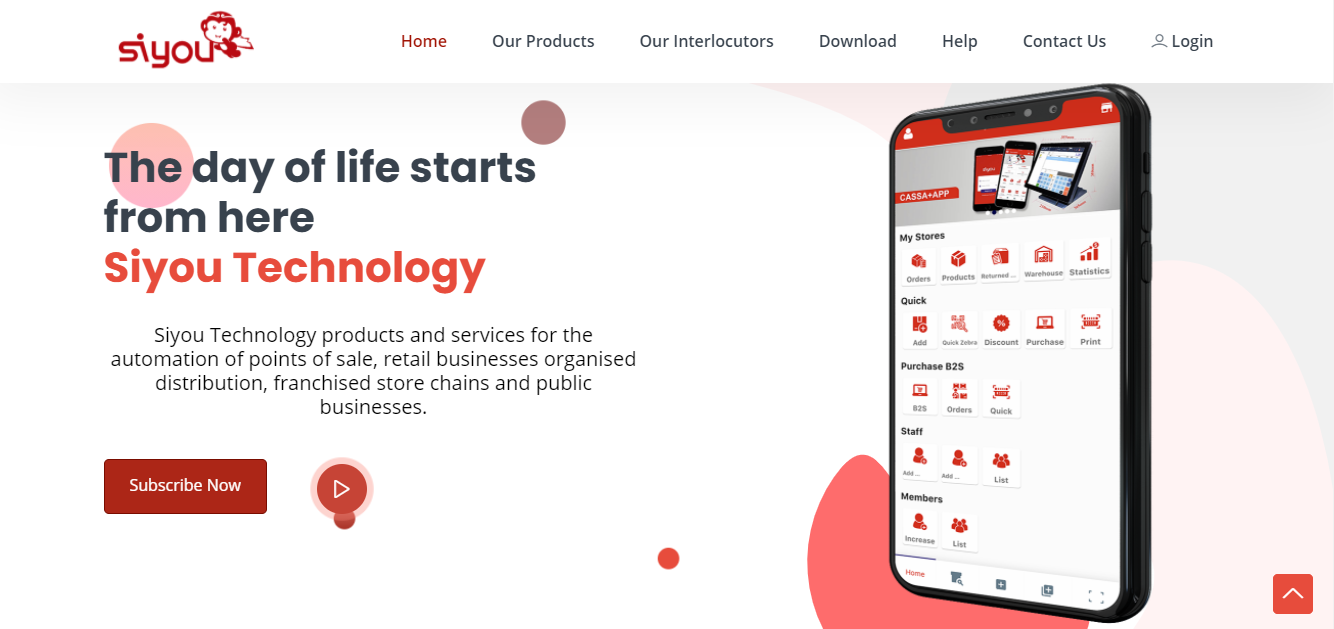 siyou
Home
Our Products
Our Interlocutors
Download
Help
Contact Us
Login
The day of life starts
from here
Siyou Technology
Siyou Technology products and services for the
automation of points of sale, retail businesses organised
distribution, franchised store chains and public
businesses.
Subscribe Now
CASSA+APP
My Stores
Orders
Products
Returned ...
Warehouse
Statistics
Quick
Add
Quick Zebra
Discount
Purchase
Print
Purchase B2S
B2S
Orders
Quick
Staff
Add ...
Add ...
List
Members
Increase
List
Home